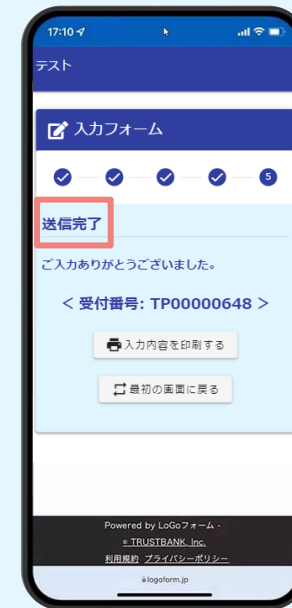 17:10
テスト
入力フォーム
5
送信完了
ご入力ありがとうございました。
< 受付番号: TP00000648 >
入力内容を印刷する
最初の画面に戻る
Powered by LoGoフォーム -
© TRUSTBANK, Inc.
利用規約 プライバシーポリシー
logoform.jp